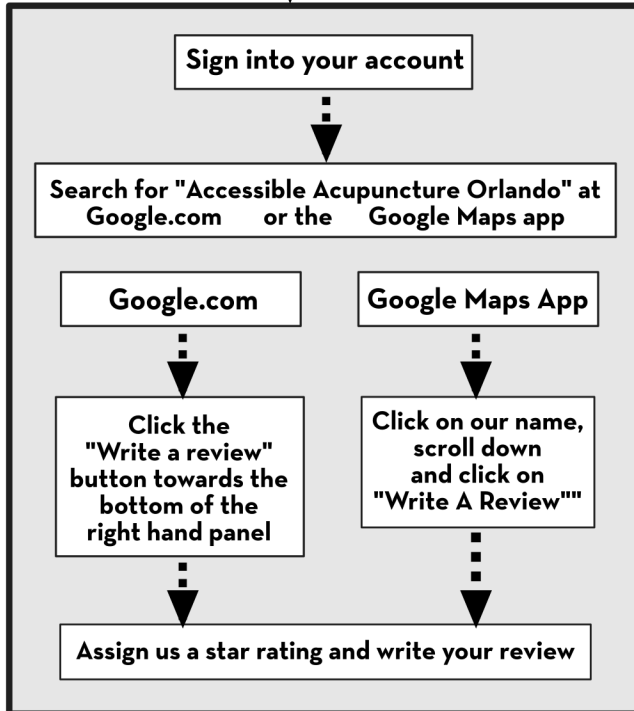 Sign into your account
Search for "Accessible Acupuncture Orlando" at
Google.com or the Google Maps app
Google.com
Google Maps App
Click the
"Write a review"
button towards the
bottom of the
right hand panel
Click on our name,
scroll down
and click on
"Write A Review""
Assign us a star rating and write your review